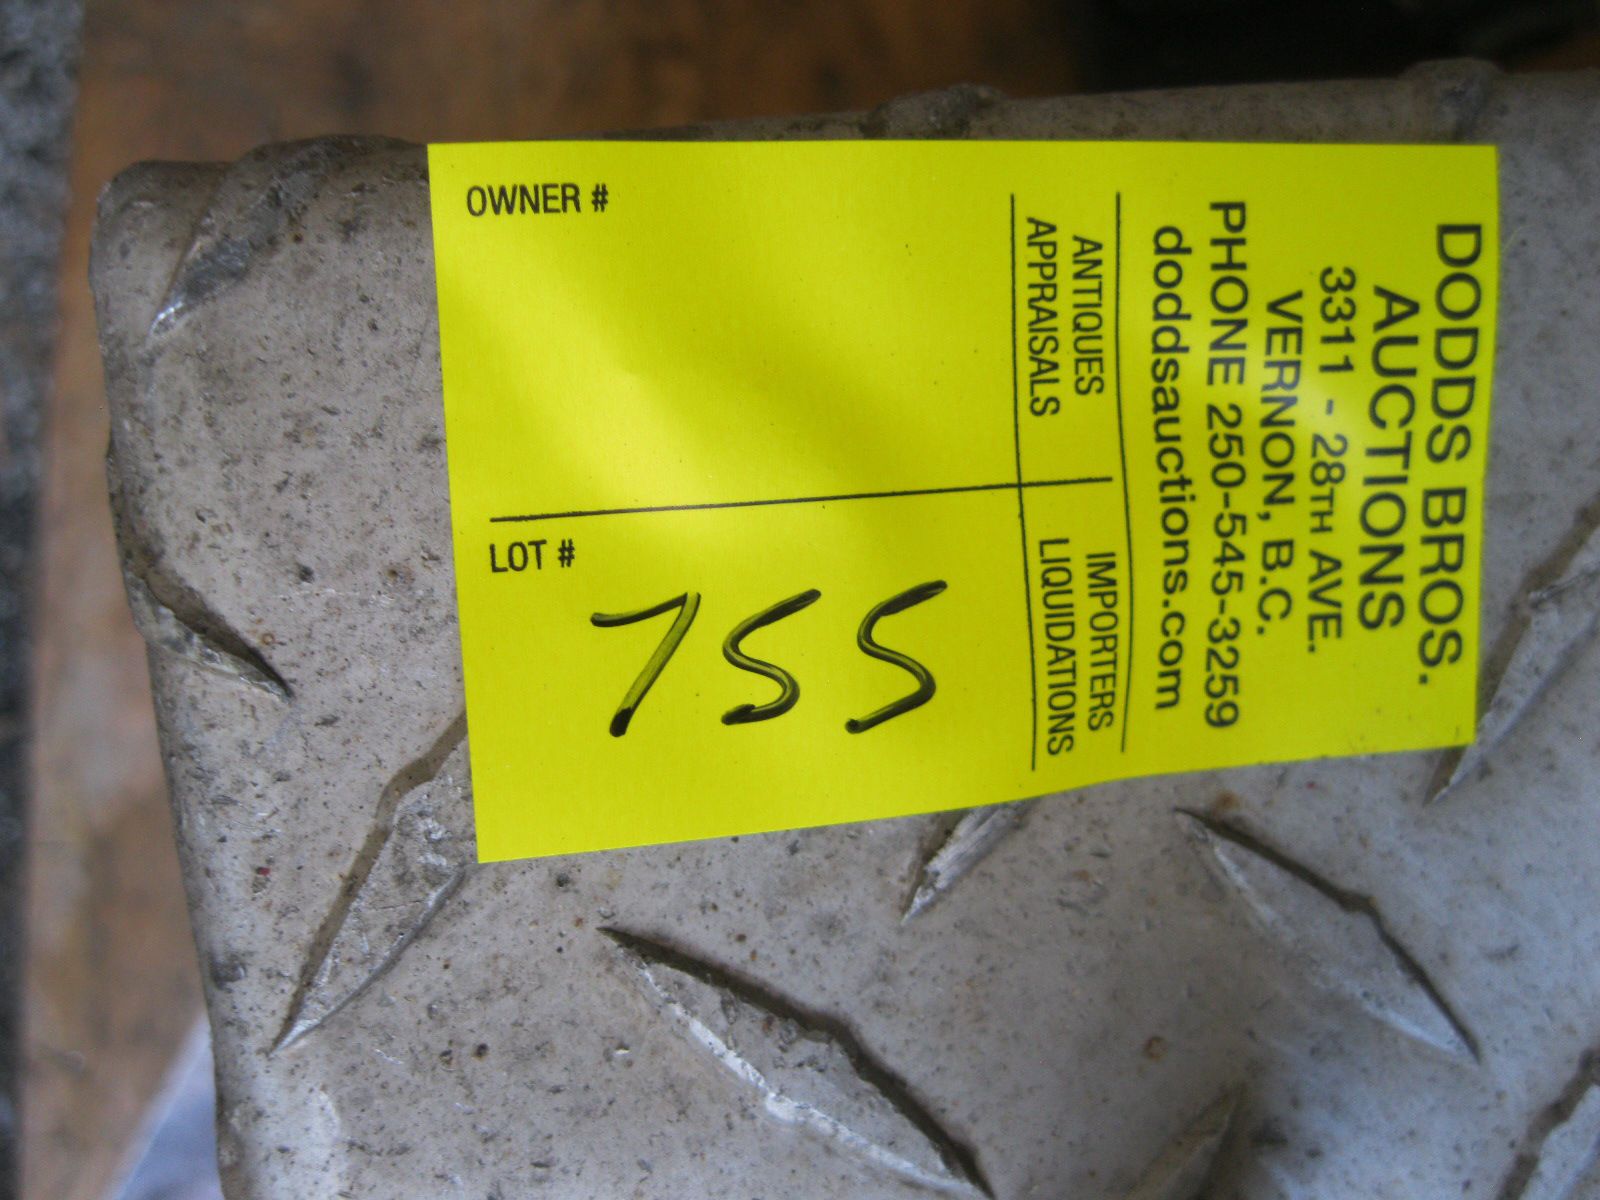 DODDS BROS.
AUCTIONS
3311 - 28TH AVE.
VERNON, B.C.
PHONE 250-545-3259
doddsauctions.com
ANTIQUES
APPRAISALS
IMPORTERS
LIQUIDATIONS
OWNER #
LOT #
755